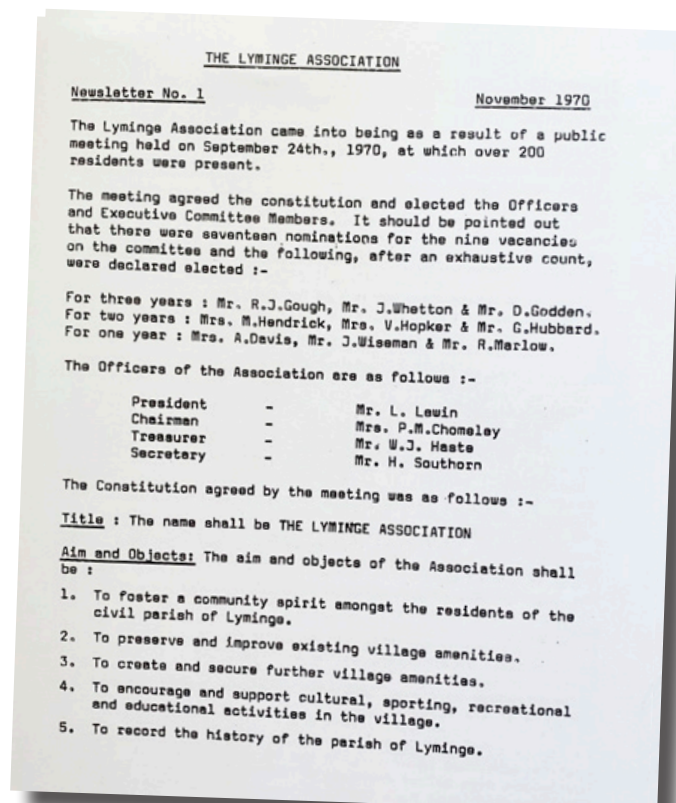 THE LYMINGE ASSOCIATION
Newsletter No. 1 November 1970
The Lyminge Association came into being as a result of a public
meeting held on September 24th., 1970, at which over 200
residents were present.
The meeting agreed the constitution and elected the Officers
and Executive Committee Members. It should be pointed out
that there were seventeen nominations for the nine vacancies
on the committee and the following, after an exhaustive count,
were declared elected :-
For three years : Mr. R.J.Gough, Mr. J.Whetton & Mr. D.Godden.
For two years : Mrs. M.Hendrick, Mrs. V.Hopker & Mr. G.Hubbard.
For one year : Mrs. A.Davis, Mr. J.Wiseman & Mr. R.Marlow.
The Officers of the Association are as follows :-
President - Mr. L. Lewin
Chairman - Mrs. P.M.Chomeley
Treasurer - Mr. W.J. Haste
Secretary - Mr. H. Southorn
The Constitution agreed by the meeting was as follows :-
Title : The name shall be THE LYMINGE ASSOCIATION
Aim and Objects: The aim and objects of the Association shall
be :
1. To foster a community spirit amongst the residents of the
civil parish of Lyminge.
2. To preserve and improve existing village amenities.
3. To create and secure further village amenities.
4. To encourage and support cultural, sporting, recreational
and educational activities in the village.
5. To record the history of the parish of Lyminge.